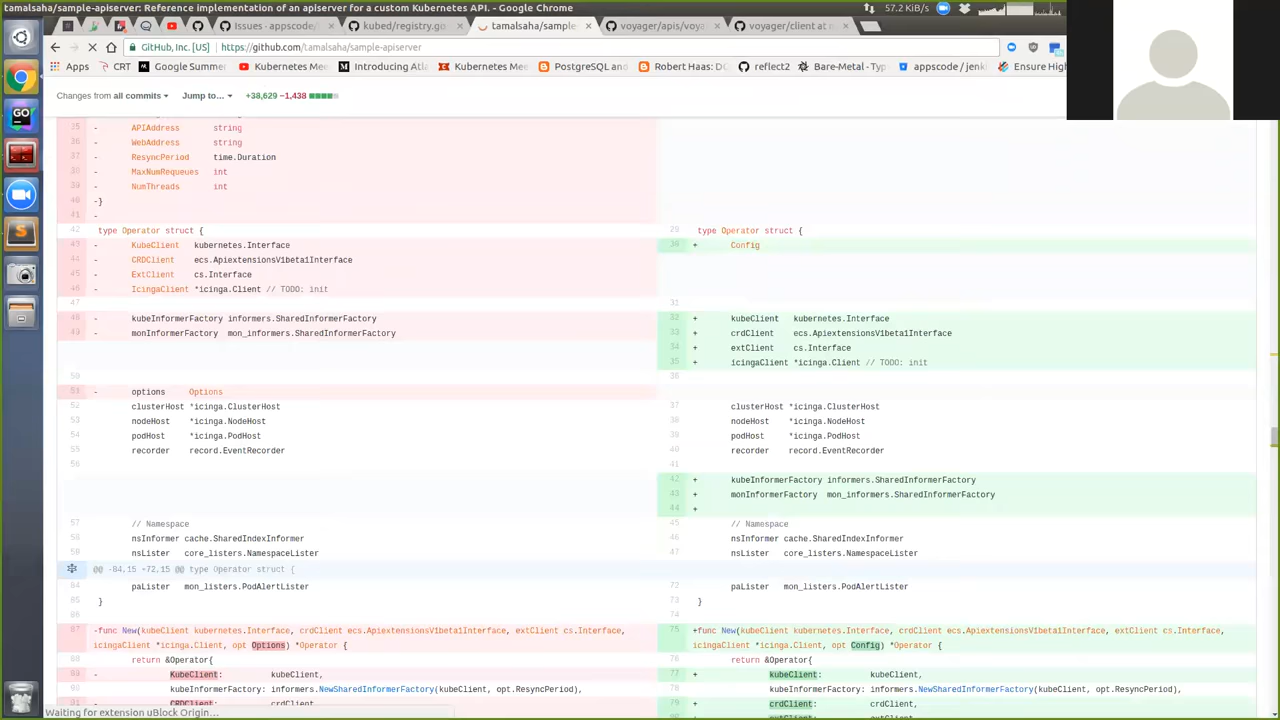 tamalsaha/sample-apiserver: Reference implementation of an apiserver for a custom Kubernetes API. - Google Chrome
57.2 KiB/s
Issues · appscode/
kubed/registry.go
tamalsaha/sample-
voyager/apis/voya
voyager/client at m
GitHub, Inc. [US] https://github.com/tamalsaha/sample-apiserver
Apps CRT Google Summer Kubernetes Mee Introducing Atla Kubernetes Mee PostgreSQL and Robert Haas: DO reflect2 Bare-Metal - Typ appscode / jenk Ensure High
Changes from all commits Jump to... +38,629 −1,438
35 - APIAddress string
36 - WebAddress string
37 - ResyncPeriod time.Duration
38 - MaxNumRequeues int
39 - NumThreads int
40 -}
41 -
42 type Operator struct { 29 type Operator struct {
43 - KubeClient kubernetes.Interface 30 + Config
44 - CRDClient ecs.ApiextensionsV1beta1Interface
45 - ExtClient cs.Interface
46 - IcingaClient *icinga.Client // TODO: init
47 31
48 - kubeInformerFactory informers.SharedInformerFactory 32 + kubeClient kubernetes.Interface
49 - monInformerFactory mon_informers.SharedInformerFactory 33 + crdClient ecs.ApiextensionsV1beta1Interface
34 + extClient cs.Interface
35 + icingaClient *icinga.Client // TODO: init
50 36
51 - options Options
52 clusterHost *icinga.ClusterHost 37 clusterHost *icinga.ClusterHost
53 nodeHost *icinga.NodeHost 38 nodeHost *icinga.NodeHost
54 podHost *icinga.PodHost 39 podHost *icinga.PodHost
55 recorder record.EventRecorder 40 recorder record.EventRecorder
56 41
42 + kubeInformerFactory informers.SharedInformerFactory
43 + monInformerFactory mon_informers.SharedInformerFactory
44 +
57 // Namespace 45 // Namespace
58 nsInformer cache.SharedIndexInformer 46 nsInformer cache.SharedIndexInformer
59 nsLister core_listers.NamespaceLister 47 nsLister core_listers.NamespaceLister
@@ -84,15 +72,15 @@ type Operator struct {
84 paLister mon_listers.PodAlertLister 72 paLister mon_listers.PodAlertLister
85 } 73 }
86 74
87 -func New(kubeClient kubernetes.Interface, crdClient ecs.ApiextensionsV1beta1Interface, extClient cs.Interface, 75 +func New(kubeClient kubernetes.Interface, crdClient ecs.ApiextensionsV1beta1Interface, extClient cs.Interface,
icingaClient *icinga.Client, opt Options) *Operator { icingaClient *icinga.Client, opt Config) *Operator {
88 return &Operator{ 76 return &Operator{
89 - KubeClient: kubeClient, 77 + kubeClient: kubeClient,
90 kubeInformerFactory: informers.NewSharedInformerFactory(kubeClient, opt.ResyncPeriod), 78 kubeInformerFactory: informers.NewSharedInformerFactory(kubeClient, opt.ResyncPeriod),
91 - CRDClient: crdClient, 79 + crdClient: crdClient,
Waiting for extension uBlock Origin...